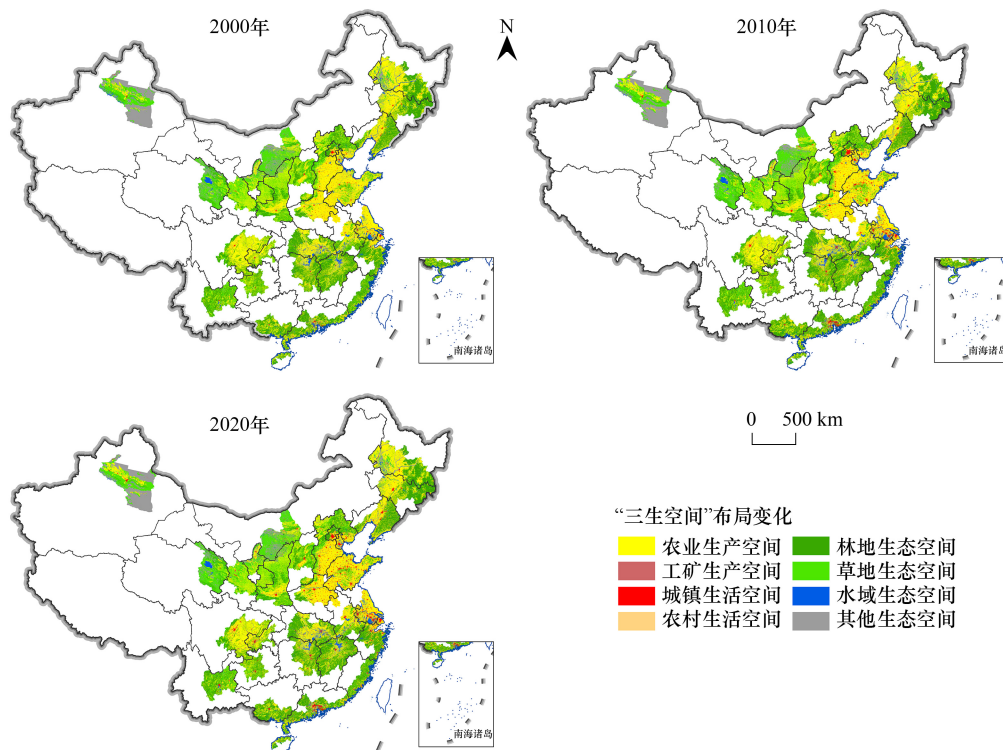 2000年
N
2010年
南海诸岛
南海诸岛
2020年
0 500 km
“三生空间”布局变化
农业生产空间
林地生态空间
工矿生产空间
草地生态空间
城镇生活空间
水域生态空间
农村生活空间
其他生态空间
南海诸岛